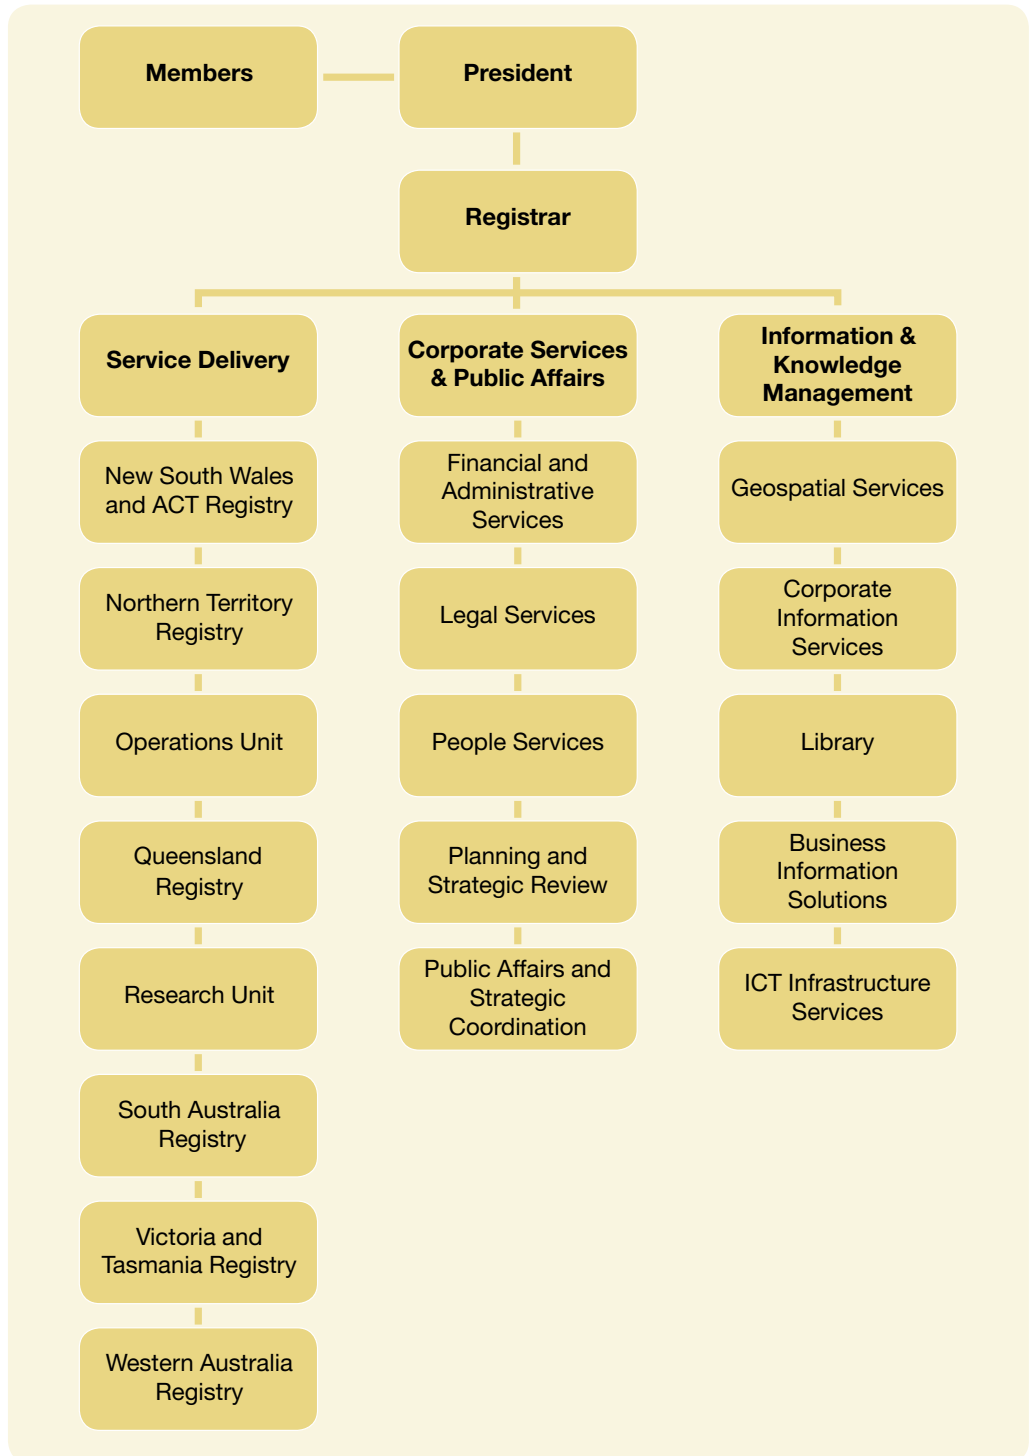 Members
President
Registrar
Service Delivery
New South Wales
and ACT Registry
Northern Territory
Registry
Operations Unit
Queensland
Registry
Research Unit
South Australia
Registry
Victoria and
Tasmania Registry
Western Australia
Registry
Corporate Services
& Public Affairs
Financial and
Administrative
Services
Legal Services
People Services
Planning and
Strategic Review
Public Affairs and
Strategic
Coordination
Information &
Knowledge
Management
Geospatial Services
Corporate
Information
Services
Library
Business
Information
Solutions
ICT Infrastructure
Services